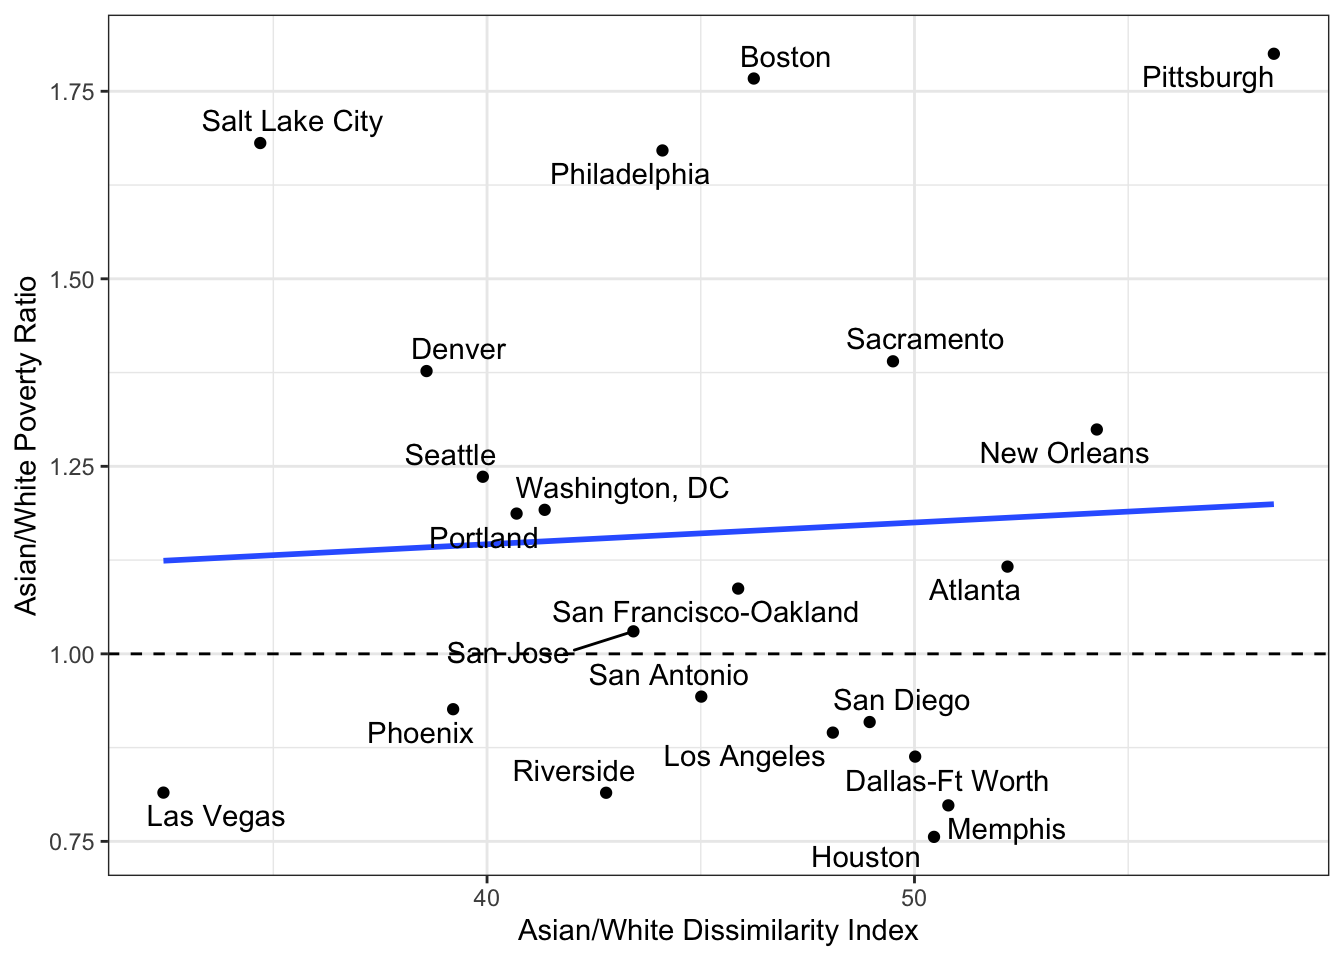 Boston
Pittsburgh
1.75
Salt Lake City
Philadelphia
1.50
Sacramento
Denver
New Orleans
Seattle
1.25
Washington, DC
Portland
Atlanta
San Francisco-Oakland
San Jose
1.00
San Antonio
San Diego
Phoenix
Los Angeles
Riverside
Dallas-Ft Worth
Las Vegas
Memphis
0.75
Houston
40
50
Asian/White Dissimilarity Index
Asian/White Poverty Ratio